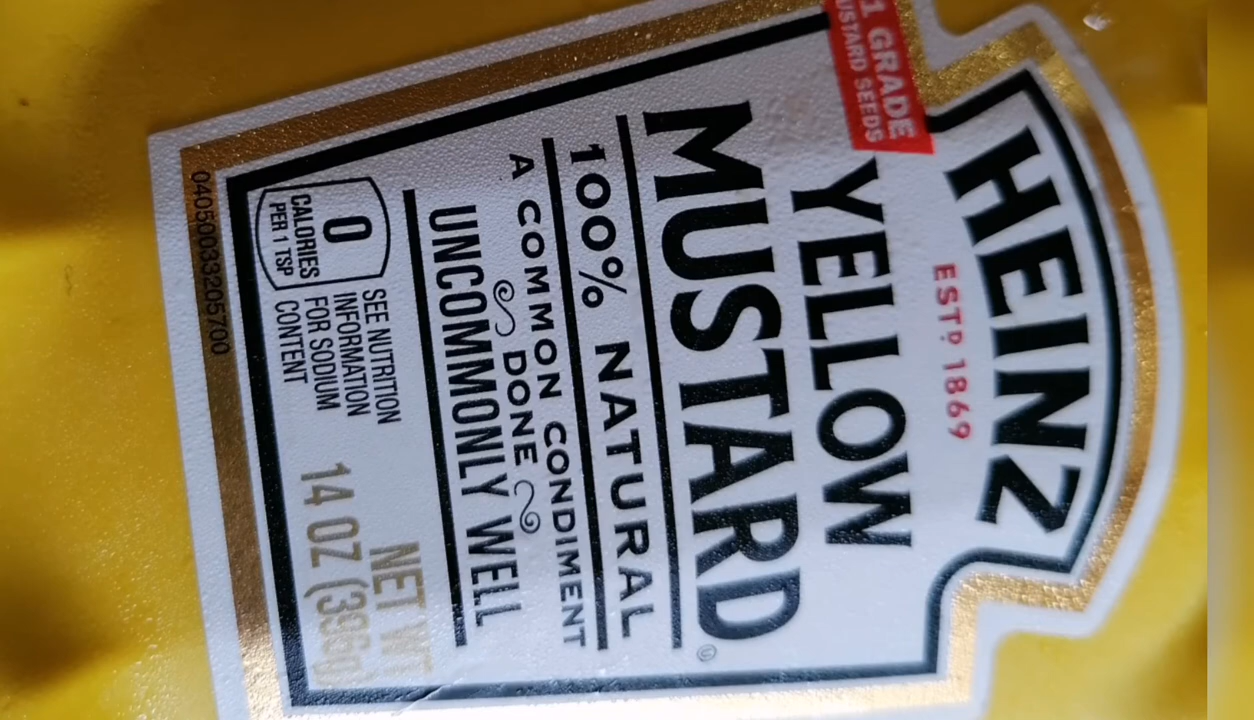 HEINZ
ESTD 1869
1 GRADE
MUSTARD SEEDS
YELLOW
MUSTARD
100% NATURAL
A COMMON CONDIMENT
DONE
UNCOMMONLY WELL
0
CALORIES
PER 1 TSP
SEE NUTRITION
INFORMATION
FOR SODIUM
CONTENT
NET WT
14 OZ (396g)
04050033205700